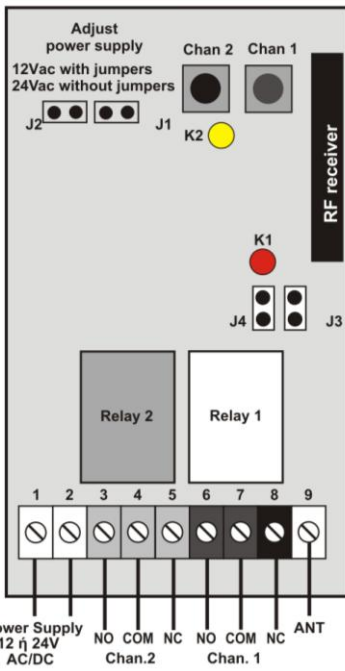 Adjust
power supply
12Vac with jumpers
24Vac without jumpers
Chan 2 Chan 1
J2 J1
K2
RF receiver
K1
J4 J3
Relay 2 Relay 1
1 2 3 4 5 6 7 8 9
Supply
12 ή 24V
AC/DC
NO COM NC NO COM NC ANT
Chan.2 Chan. 1